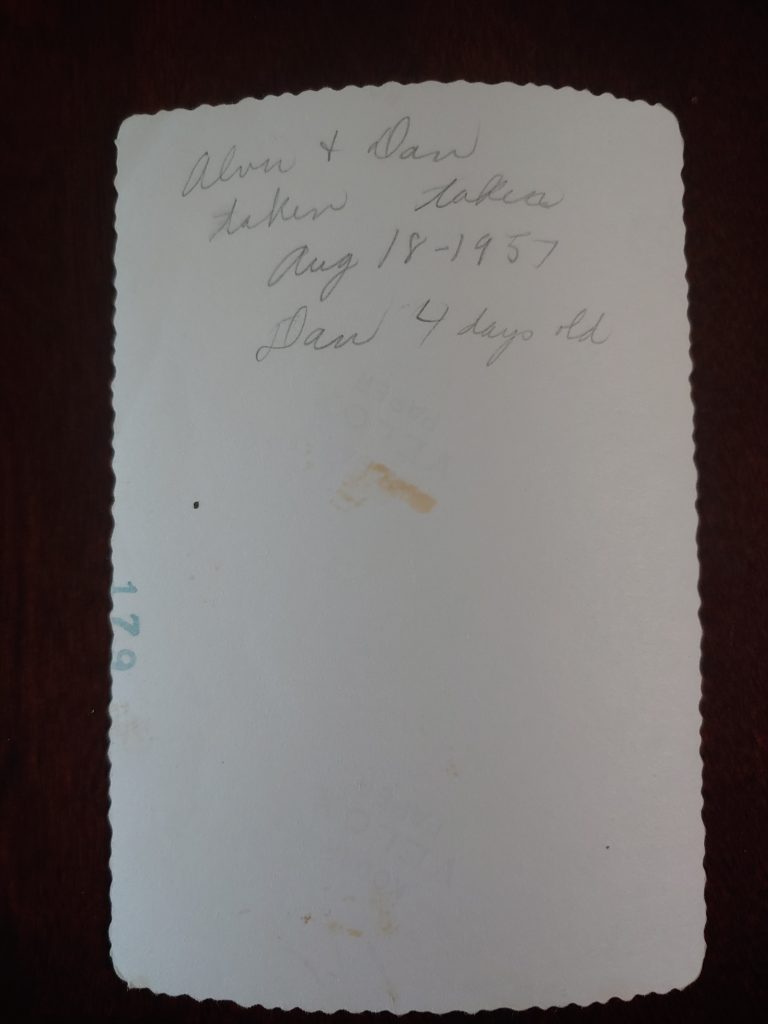 Alvin & Dan
taken taken
Aug 18-1957
Dan 4 days old
179